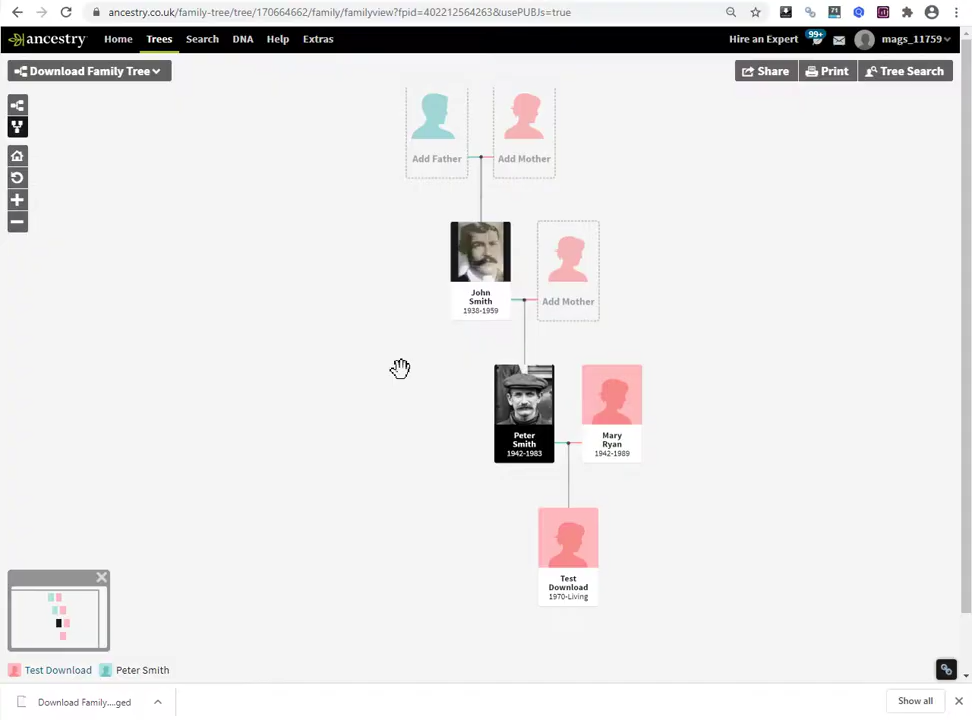 ancestry.co.uk/family-tree/tree/170664662/family/familyview?fpid=402212564263&usePUBJs=true
71
ancestry Home Trees Search DNA Help Extras Hire an Expert 99+ mags_11759
Download Family Tree Share Print Tree Search
Add Father Add Mother
John
Smith
1938-1959
Add Mother
Peter
Smith
1942-1983
Mary
Ryan
1942-1989
Test
Download
1970-Living
Test Download Peter Smith
Download Family....ged Show all